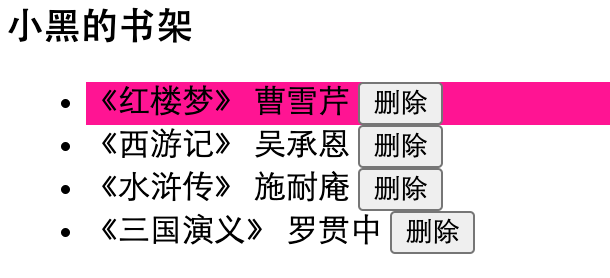 小黑的书架
《红楼梦》 曹雪芹 删除
《西游记》 吴承恩 删除
《水浒传》 施耐庵 删除
《三国演义》 罗贯中 删除